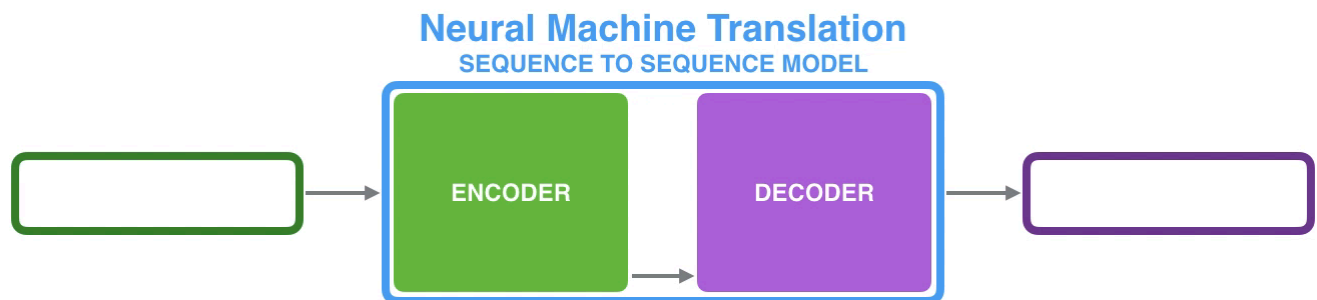 Neural Machine Translation
SEQUENCE TO SEQUENCE MODEL
ENCODER
DECODER